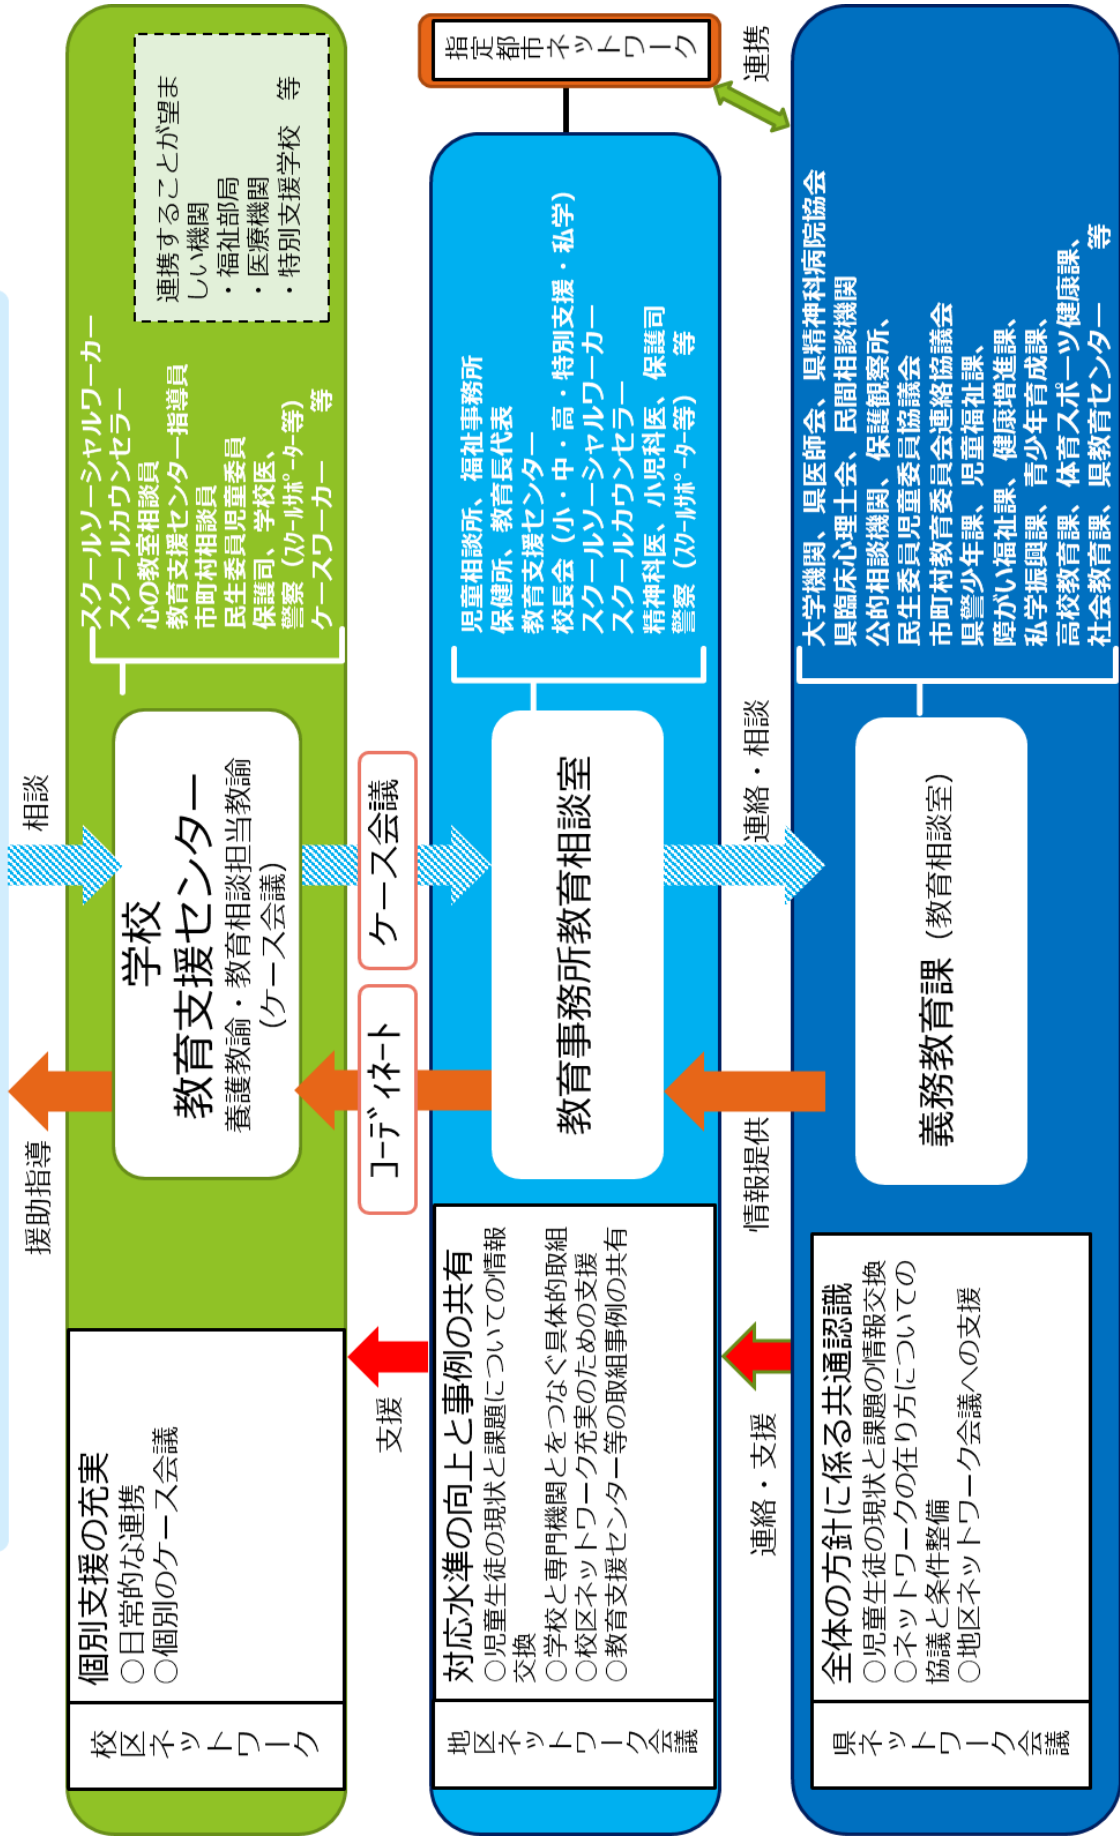 援助指導
相談
校区ネットワーク
個別支援の充実
○日常的な連携
○個別のケース会議
学校
教育支援センター
養護教諭・教育相談担当教諭
(ケース会議)
スクールソーシャルワーカー
スクールカウンセラー
心の教室相談員
教育支援センター指導員
市町村相談員
民生委員児童委員
保護司、学校医、
警察（ｽｸｰﾙｻﾎﾟｰﾀｰ等）
ケースワーカー　等
連携することが望ま
しい機関
・福祉部局
・医療機関
・特別支援学校　等
支援
ｺｰﾃﾞｨﾈｰﾄ
ケース会議
地区ネットワーク会議
対応水準の向上と事例の共有
○児童生徒の現状と課題についての情報
交換
○学校と専門機関とをつなぐ具体的取組
○校区ネットワーク充実のための支援
○教育支援センター等の取組事例の共有
教育事務所教育相談室
児童相談所、福祉事務所
保健所、教育長代表
教育支援センター
校長会（小・中・高・特別支援・私学）
スクールソーシャルワーカー
スクールカウンセラー
精神科医、小児科医、保護司
警察（ｽｸｰﾙｻﾎﾟｰﾀｰ等）　等
指定都市ネットワーク
連携
連絡・支援
情報提供
連絡・相談
県ネットワーク会議
全体の方針に係る共通認識
○児童生徒の現状と課題の情報交換
○ネットワークの在り方についての
協議と条件整備
○地区ネットワーク会議への支援
義務教育課（教育相談室）
大学機関、県医師会、県精神科病院協会
県臨床心理士会、民間相談機関
公的相談機関、保護観察所、
民生委員児童委員協議会
市町村教育委員会連絡協議会
県警少年課、児童福祉課、
障がい福祉課、健康増進課、
私学振興課、青少年育成課、
高校教育課、体育スポーツ健康課、
社会教育課、県教育センター　等